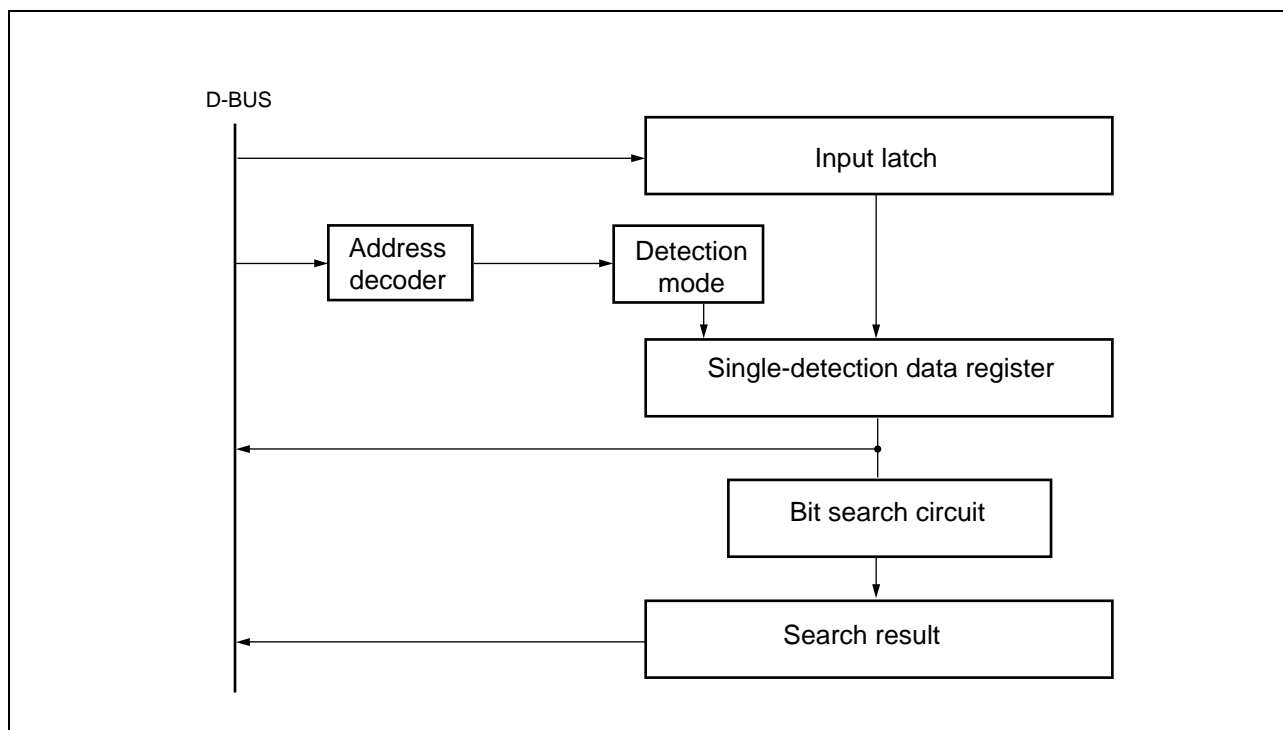 D-BUS
Input latch
Address
decoder
Detection
mode
Single-detection data register
Bit search circuit
Search result